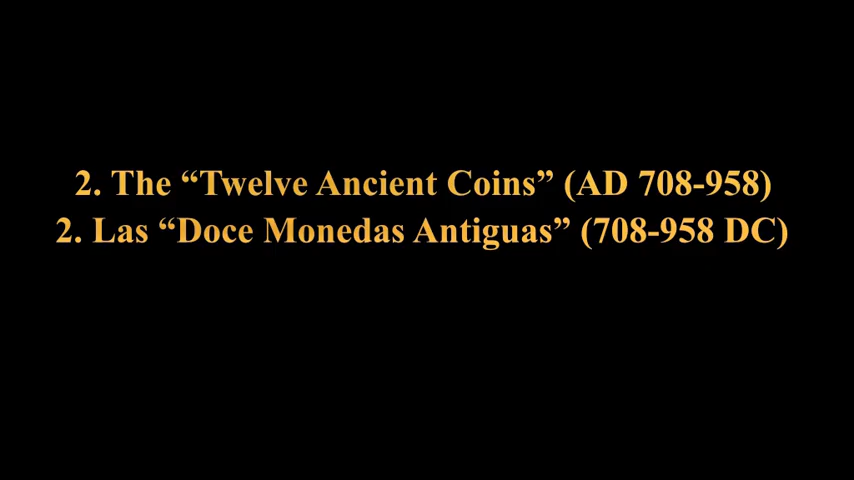 2. The “Twelve Ancient Coins” (AD 708-958)
2. Las “Doce Monedas Antiguas” (708-958 DC)